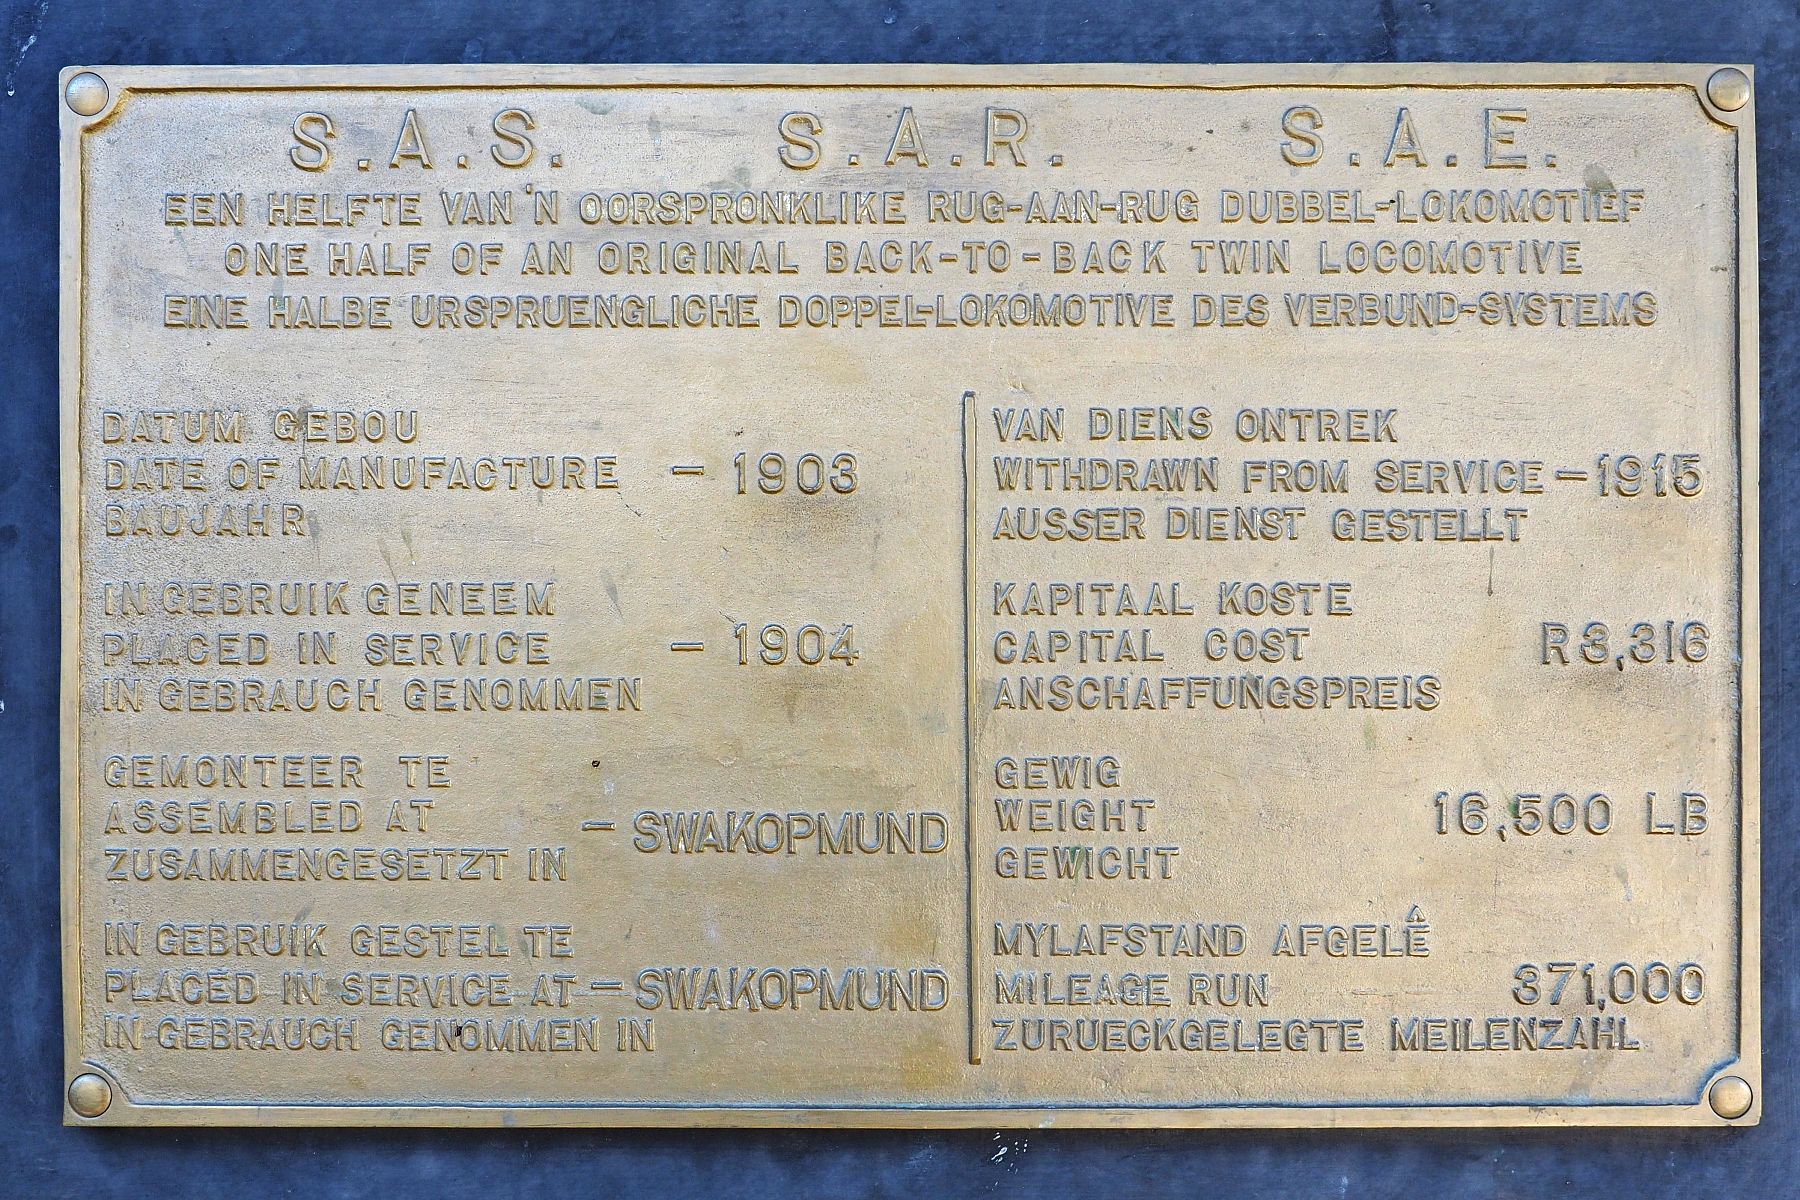 S.A.S. S.A.R. S.A.E.
EEN HELFTE VAN 'N OORSPRONKLIKE RUG-AAN-RUG DUBBEL-LOKOMOTIEF
ONE HALF OF AN ORIGINAL BACK-TO-BACK TWIN LOCOMOTIVE
EINE HALBE URSPRUENGLICHE DOPPEL-LOKOMOTIVE DES VERBUND-SYSTEMS
DATUM GEBOU
DATE OF MANUFACTURE - 1903
BAUJAHR
IN GEBRUIK GENEEM
PLACED IN SERVICE - 1904
IN GEBRAUCH GENOMMEN
GEMONTEER TE
ASSEMBLED AT - SWAKOPMUND
ZUSAMMENGESETZT IN
IN GEBRUIK GESTEL TE
PLACED IN SERVICE AT - SWAKOPMUND
IN GEBRAUCH GENOMMEN IN
VAN DIENS ONTREK
WITHDRAWN FROM SERVICE - 1915
AUSSER DIENST GESTELLT
KAPITAAL KOSTE
CAPITAL COST R3,316
ANSCHAFFUNGSPREIS
GEWIG
WEIGHT 16,500 LB
GEWICHT
MYLAFSTAND AFGELÊ
MILEAGE RUN 371,000
ZURUECKGELEGTE MEILENZAHL